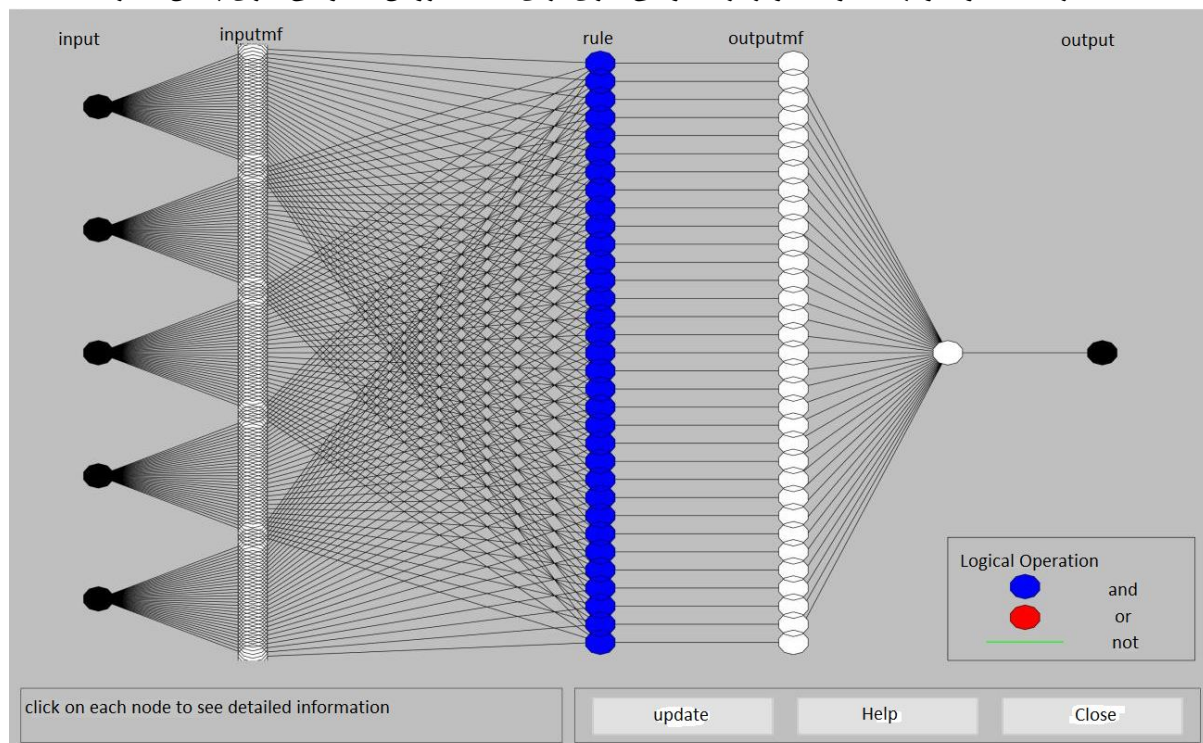 input
inputmf
rule
outputmf
output
Logical Operation
and
or
not
click on each node to see detailed information
update
Help
Close